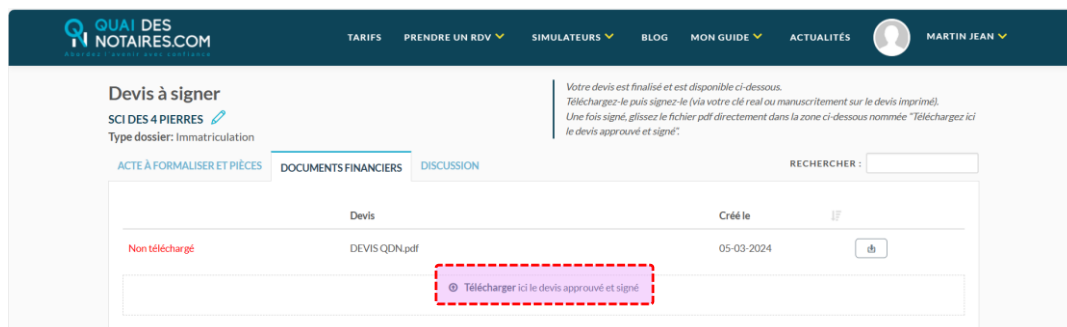 QUAI DES
NOTAIRES.COM
Abordez l'avenir avec confiance
TARIFS PRENDRE UN RDV SIMULATEURS BLOG MON GUIDE ACTUALITÉS MARTIN JEAN
Devis à signer
SCI DES 4 PIERRES
Type dossier: Immatriculation
Votre devis est finalisé et est disponible ci-dessous.
Téléchargez-le puis signez-le (via votre clé real ou manuscritement sur le devis imprimé).
Une fois signé, glissez le fichier pdf directement dans la zone ci-dessous nommée "Téléchargez ici
le devis approuvé et signé".
ACTE À FORMALISER ET PIÈCES DOCUMENTS FINANCIERS DISCUSSION RECHERCHER :
Devis Créé le
Non téléchargé DEVIS QDN.pdf 05-03-2024
Télécharger ici le devis approuvé et signé